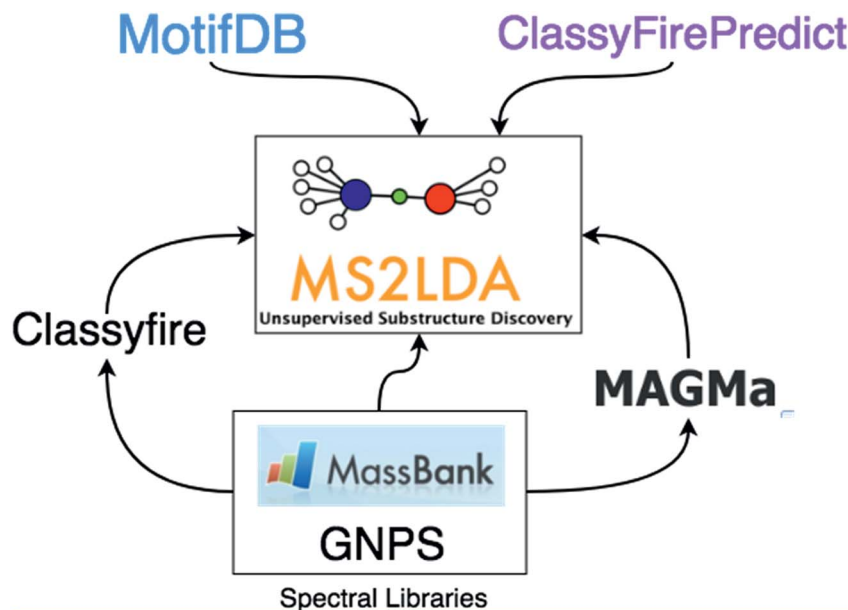 MotifDB
ClassyFirePredict
MS2LDA
Unsupervised Substructure Discovery
Classyfire
MAGMa
MassBank
GNPS
Spectral Libraries